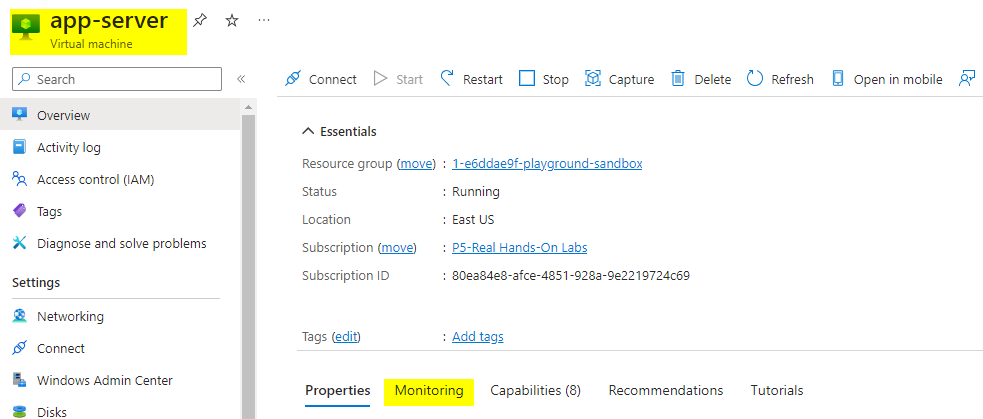 app-server
Virtual machine
Search
Overview
Activity log
Access control (IAM)
Tags
Diagnose and solve problems
Settings
Networking
Connect
Windows Admin Center
Disks
Connect Start Restart Stop Capture Delete Refresh Open in mobile
Essentials
Resource group (move) : 1-e6ddae9f-playground-sandbox
Status : Running
Location : East US
Subscription (move) : P5-Real Hands-On Labs
Subscription ID : 80ea84e8-afce-4851-928a-9e2219724c69
Tags (edit) : Add tags
Properties Monitoring Capabilities (8) Recommendations Tutorials